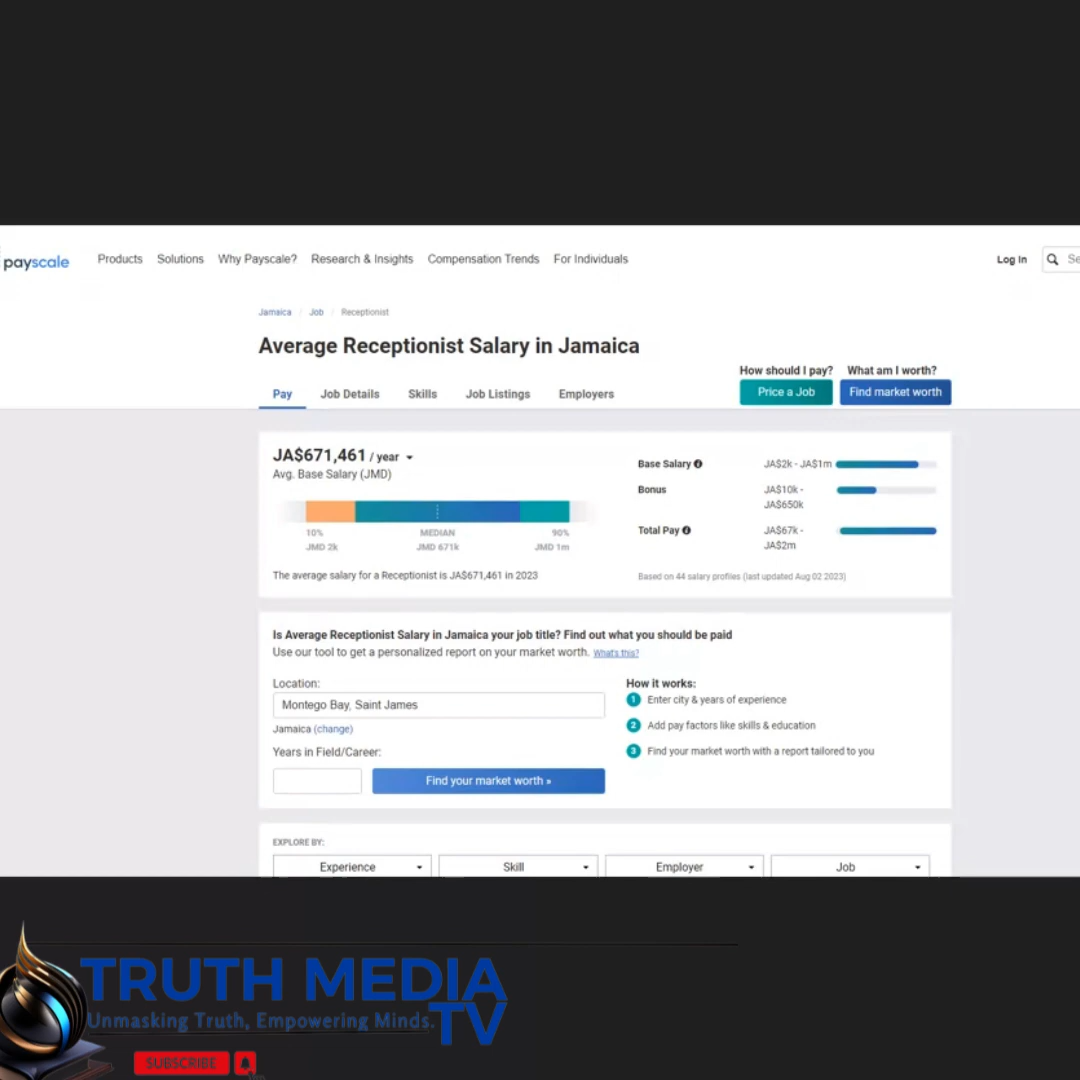 payscale
Products Solutions Why Payscale? Research & Insights Compensation Trends For Individuals
Log In
Jamaica / Job / Receptionist
Average Receptionist Salary in Jamaica
How should I pay? What am I worth?
Pay Job Details Skills Job Listings Employers
Price a Job Find market worth
JA$671,461 / year
Avg. Base Salary (JMD)
10% MEDIAN 90%
JMD 2k JMD 671k JMD 1m
The average salary for a Receptionist is JA$671,461 in 2023
Base Salary JA$2k - JA$1m
Bonus JA$10k -
JA$650k
Total Pay JA$67k -
JA$2m
Based on 44 salary profiles (last updated Aug 02 2023)
Is Average Receptionist Salary in Jamaica your job title? Find out what you should be paid
Use our tool to get a personalized report on your market worth. What's this?
Location:
Montego Bay, Saint James
Jamaica (change)
Years in Field/Career:
Find your market worth »
How it works:
1 Enter city & years of experience
2 Add pay factors like skills & education
3 Find your market worth with a report tailored to you
EXPLORE BY:
Experience Skill Employer Job
TRUTH MEDIA
TV
Unmasking Truth, Empowering Minds.
SUBSCRIBE